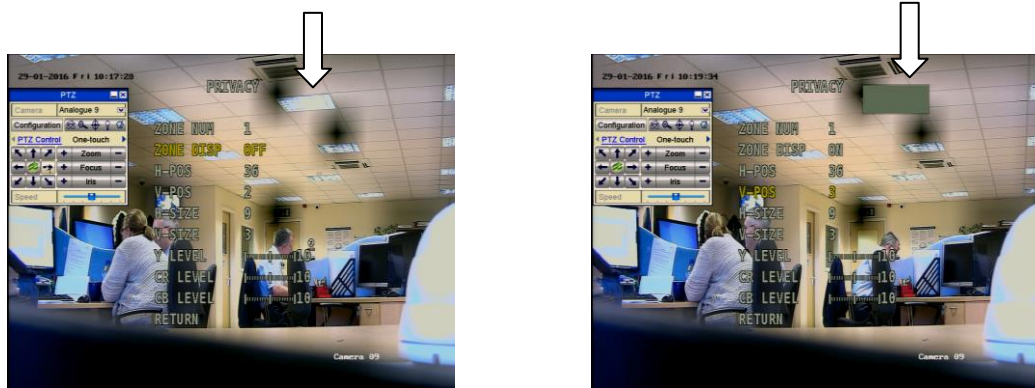 29-01-2016 Fri 10:17:28
PTZ
PRIVACY
Camera Analogue 9
Configuration
PTZ Control One-touch
+ Zoom -
+ Focus -
+ Iris -
Speed
ZONE NUM 1
ZONE DISP OFF
H-POS 36
V-POS 2
H-SIZE 9
V-SIZE 3
Y LEVEL 10
CR LEVEL 10
CB LEVEL 10
RETURN
Camera 09
29-01-2016 Fri 10:19:34
PTZ
PRIVACY
Camera Analogue 9
Configuration
PTZ Control One-touch
+ Zoom -
+ Focus -
+ Iris -
Speed
ZONE NUM 1
ZONE DISP ON
H-POS 36
V-POS 3
H-SIZE 9
V-SIZE 3
Y LEVEL 10
CR LEVEL 10
CB LEVEL 10
RETURN
Camera 09